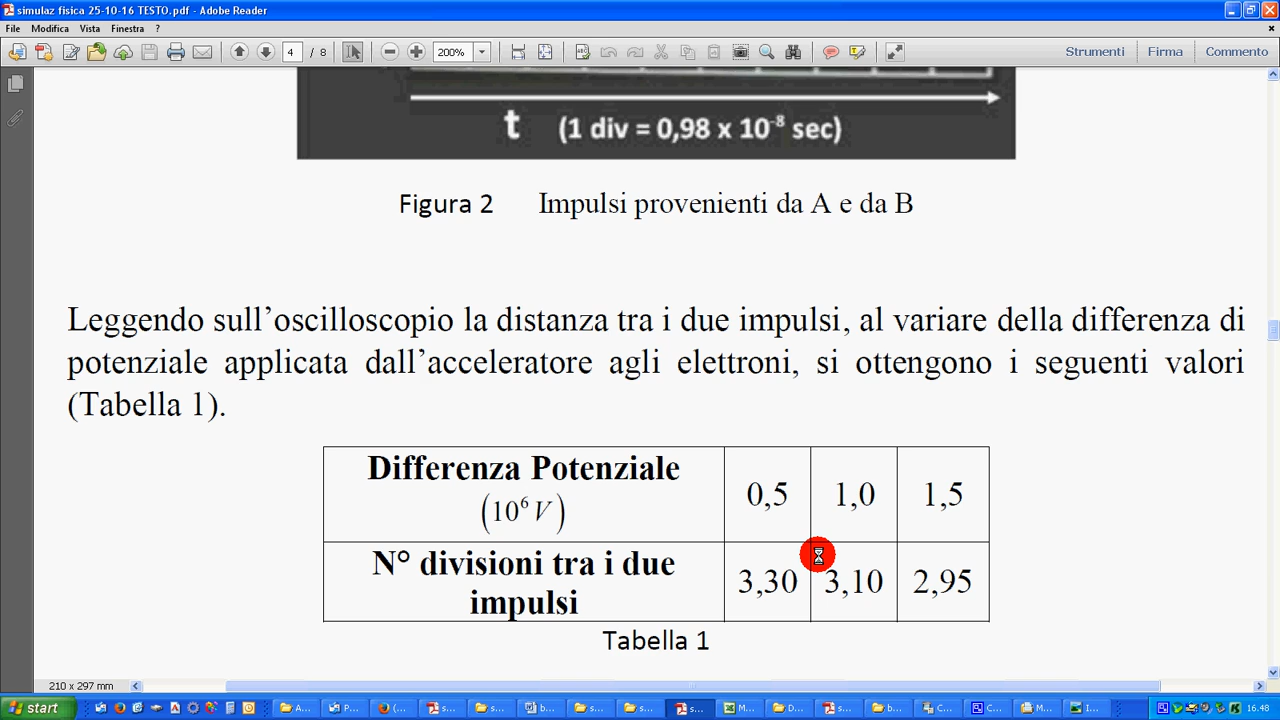 simulaz fisica 25-10-16 TESTO.pdf - Adobe Reader
File Modifica Vista Finestra ?
4 / 8 200% Strumenti Firma Commento
t (1 div = 0,98 x 10⁻⁸ sec)
Figura 2 Impulsi provenienti da A e da B
Leggendo sull’oscilloscopio la distanza tra i due impulsi, al variare della differenza di
potenziale applicata dall’acceleratore agli elettroni, si ottengono i seguenti valori
(Tabella 1).
Differenza Potenziale
(10⁶ V)
0,5 1,0 1,5
N° divisioni tra i due
impulsi
3,30 3,10 2,95
Tabella 1
210 x 297 mm
start A... P... (... s... s... b... s... s... s... M... D... s... b... C... C... M... I... 16.48